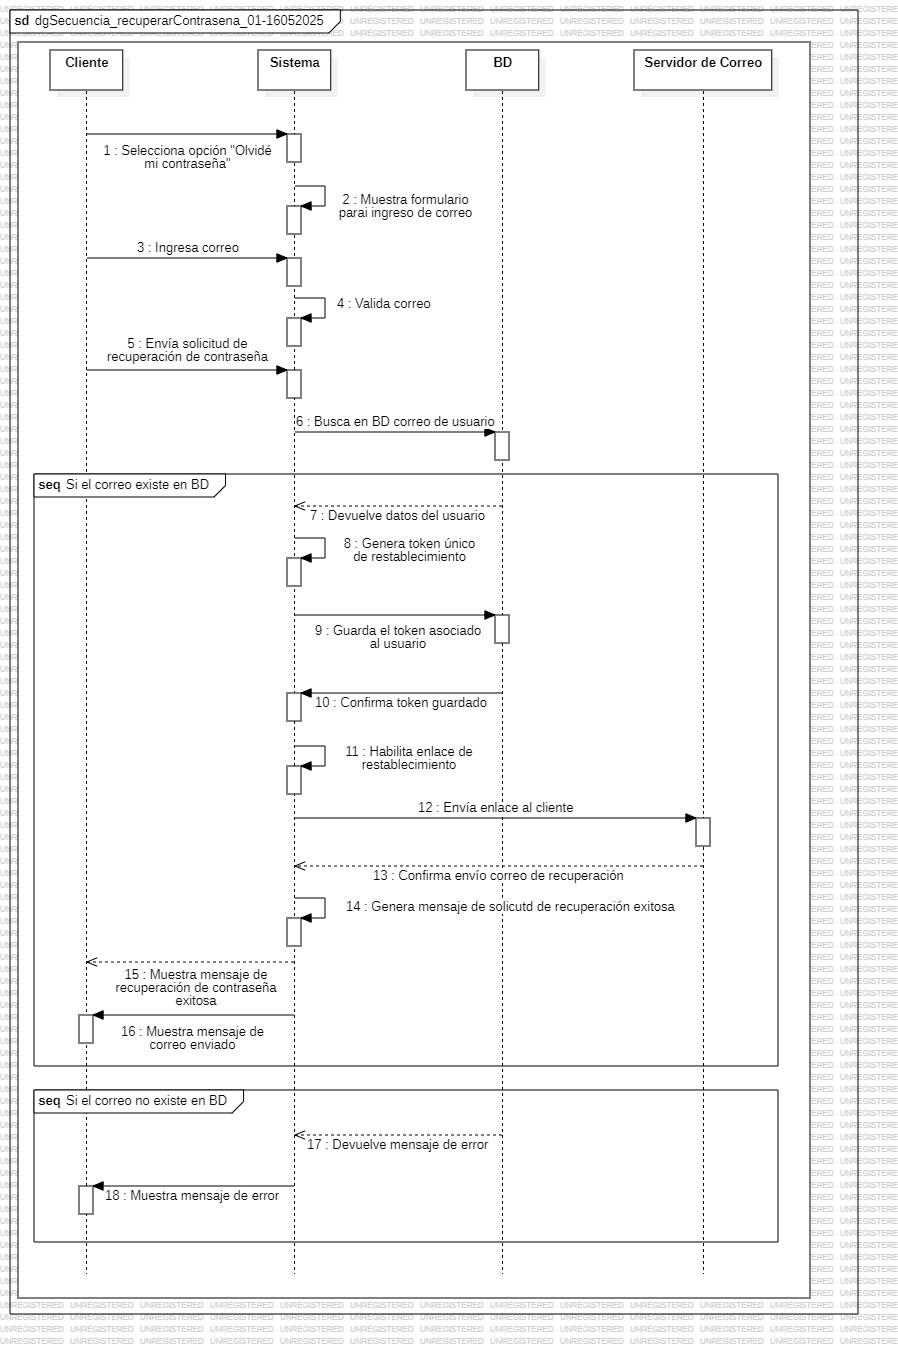 sd dgSecuencia_recuperarContrasena_01-16052025
Cliente
Sistema
BD
Servidor de Correo
1 : Selecciona opción "Olvidé
mi contraseña"
2 : Muestra formulario
parai ingreso de correo
3 : Ingresa correo
4 : Valida correo
5 : Envía solicitud de
recuperación de contraseña
6 : Busca en BD correo de usuario
seq Si el correo existe en BD
7 : Devuelve datos del usuario
8 : Genera token único
de restablecimiento
9 : Guarda el token asociado
al usuario
10 : Confirma token guardado
11 : Habilita enlace de
restablecimiento
12 : Envía enlace al cliente
13 : Confirma envío correo de recuperación
14 : Genera mensaje de solicutd de recuperación exitosa
15 : Muestra mensaje de
recuperación de contraseña
exitosa
16 : Muestra mensaje de
correo enviado
seq Si el correo no existe en BD
17 : Devuelve mensaje de error
18 : Muestra mensaje de error
UNREGISTERED